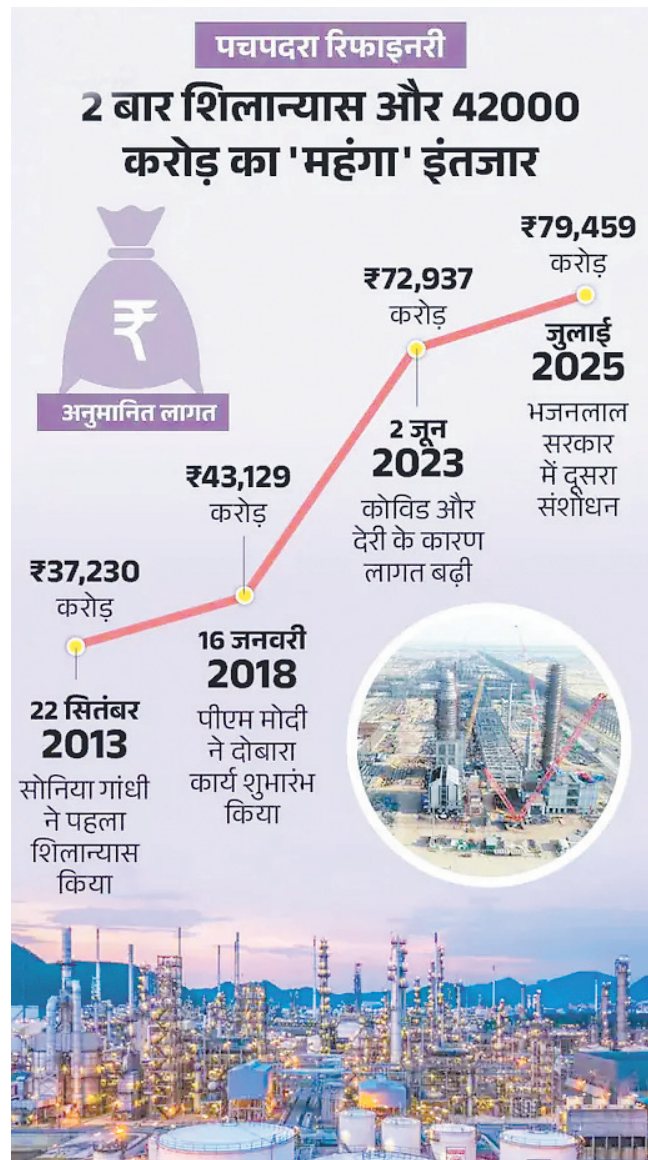 पचपदरा रिफाइनरी
2 बार शिलान्यास और 42000
करोड़ का 'महंगा' इंतजार
₹
अनुमानित लागत
₹37,230
करोड़
22 सितंबर
2013
सोनिया गांधी
ने पहला
शिलान्यास
किया
₹43,129
करोड़
16 जनवरी
2018
पीएम मोदी
ने दोबारा
कार्य शुभारंभ
किया
₹72,937
करोड़
2 जून
2023
कोविड और
देरी के कारण
लागत बढ़ी
₹79,459
करोड़
जुलाई
2025
भजनलाल
सरकार
में दूसरा
संशोधन